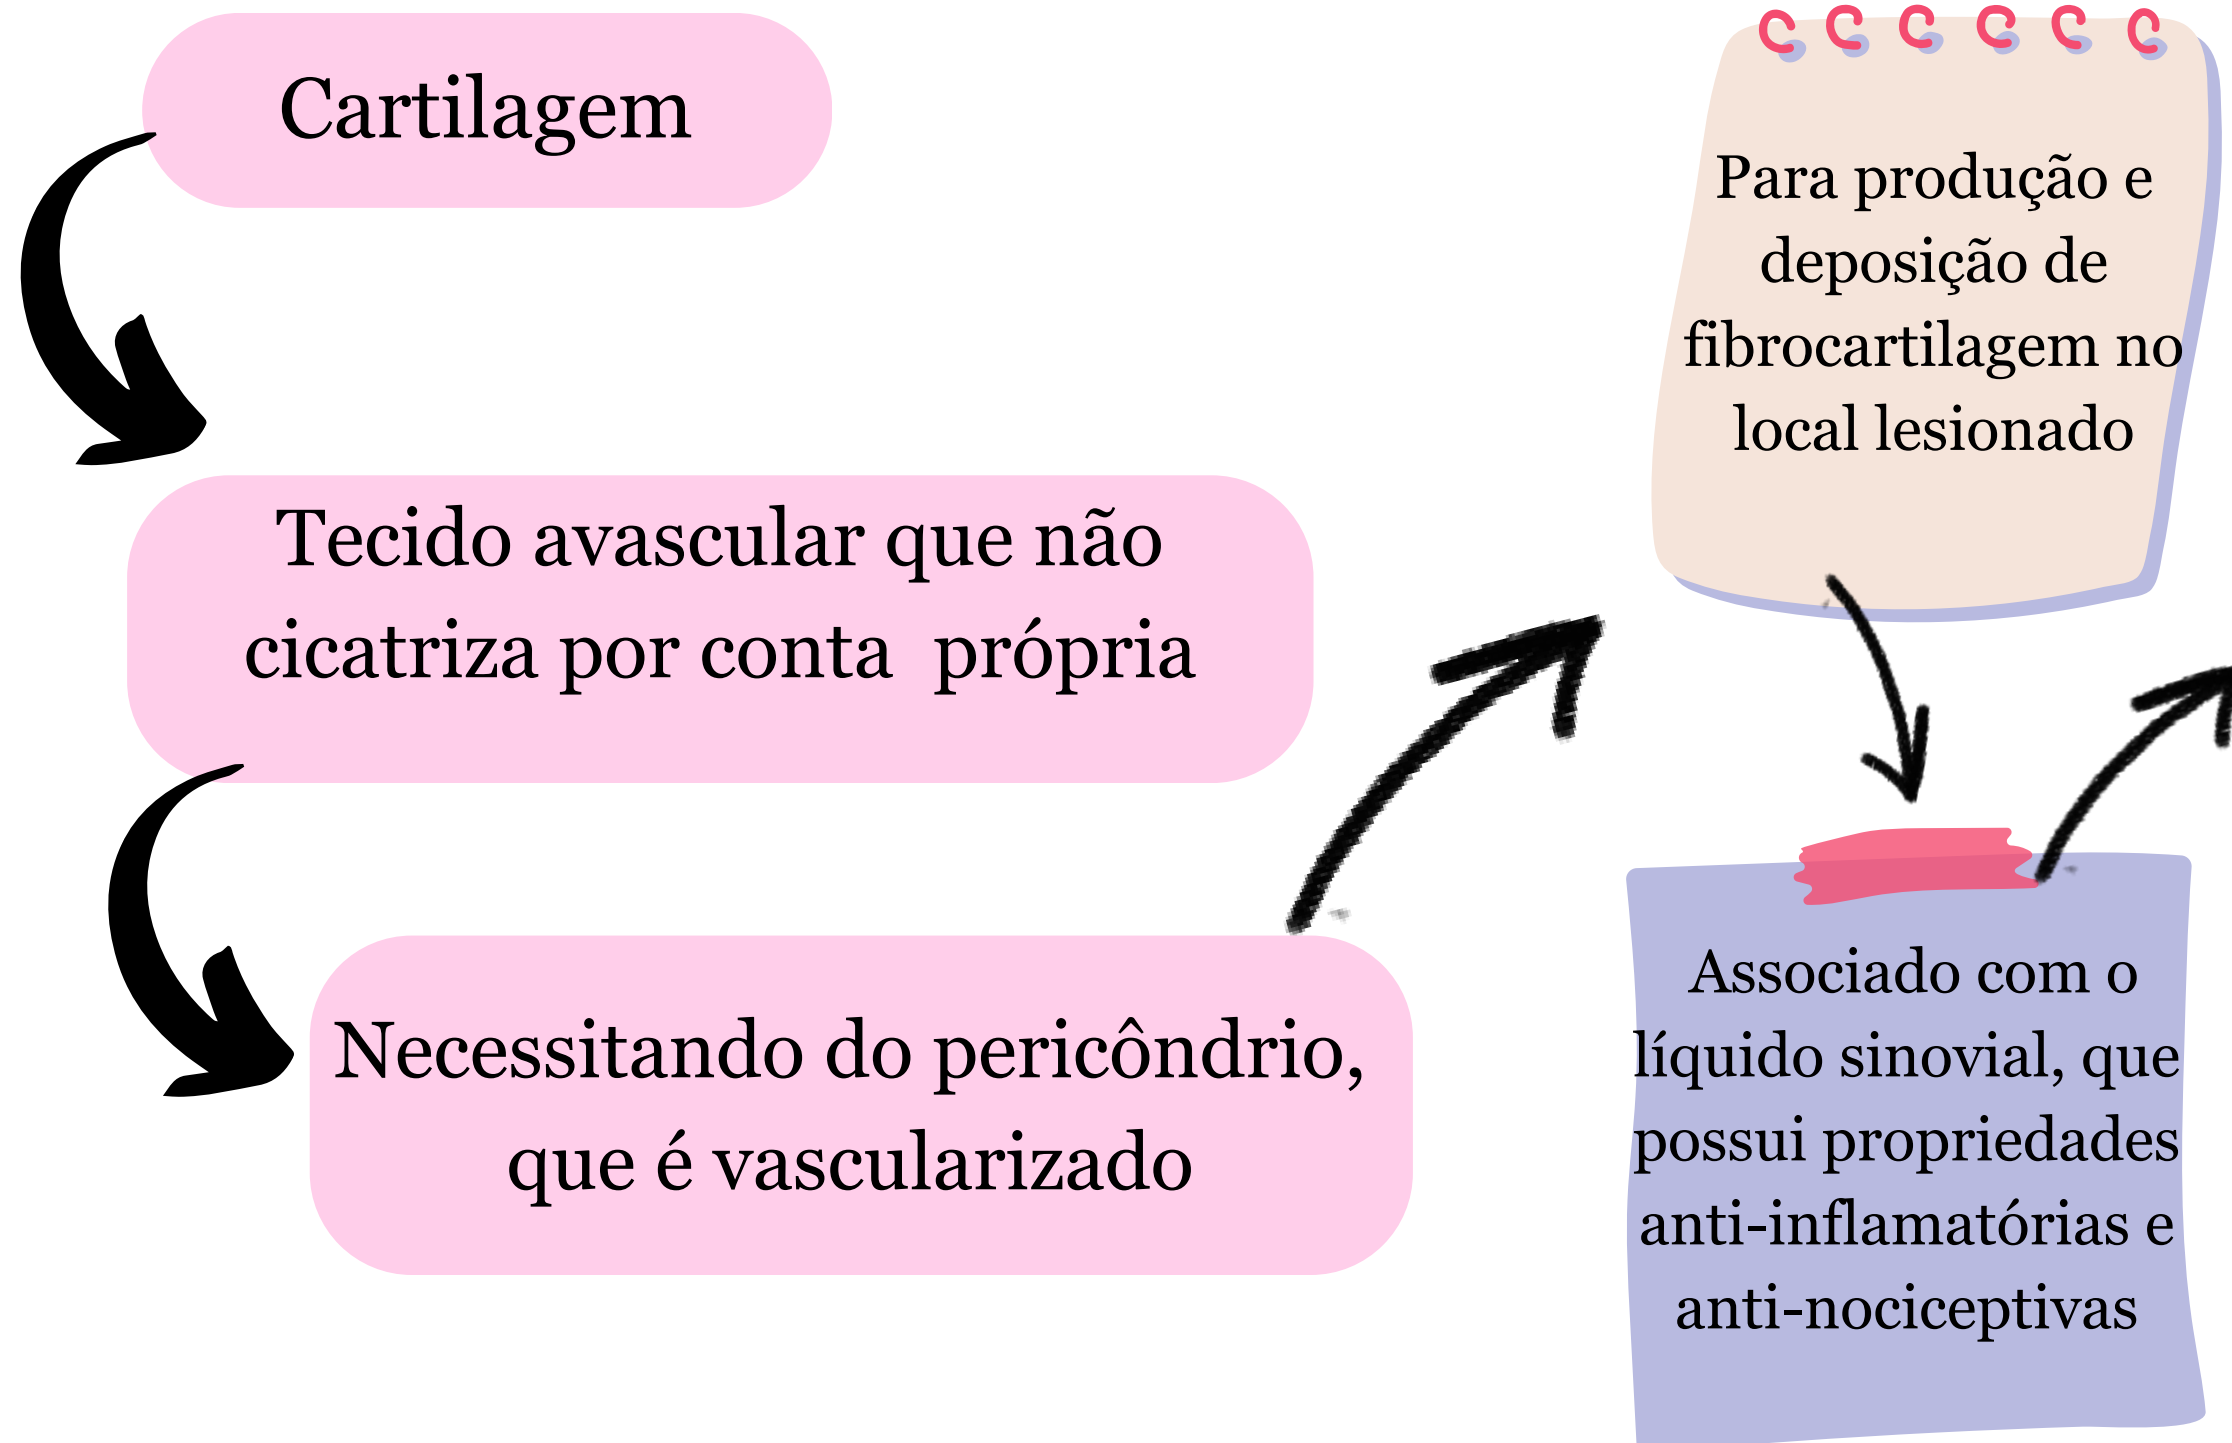 Cartilagem
Tecido avascular que não
cicatriza por conta própria
Necessitando do pericôndrio,
que é vascularizado
Para produção e
deposição de
fibrocartilagem no
local lesionado
Associado com o
líquido sinovial, que
possui propriedades
anti-inflamatórias e
anti-nociceptivas